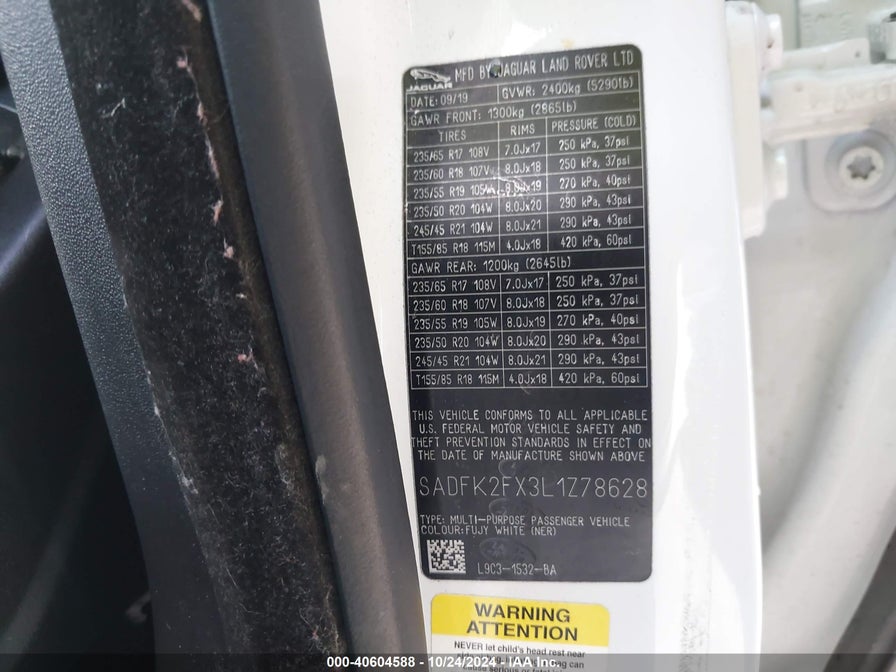 JAGUAR
MFD BY JAGUAR LAND ROVER LTD
DATE: 09/19 GVWR: 2400kg (5290lb)
GAWR FRONT: 1300kg (2865lb)
TIRES RIMS PRESSURE (COLD)
235/65 R17 108V 7.0Jx17 250 kPa, 37psi
235/60 R18 107V 8.0Jx18 250 kPa, 37psi
235/55 R19 105W 8.0Jx19 270 kPa, 40psi
235/50 R20 104W 8.0Jx20 290 kPa, 43psi
245/45 R21 104W 8.0Jx21 290 kPa, 43psi
T155/85 R18 115M 4.0Jx18 420 kPa, 60psi
GAWR REAR: 1200kg (2645lb)
235/65 R17 108V 7.0Jx17 250 kPa, 37psi
235/60 R18 107V 8.0Jx18 250 kPa, 37psi
235/55 R19 105W 8.0Jx19 270 kPa, 40psi
235/50 R20 104W 8.0Jx20 290 kPa, 43psi
245/45 R21 104W 8.0Jx21 290 kPa, 43psi
T155/85 R18 115M 4.0Jx18 420 kPa, 60psi
THIS VEHICLE CONFORMS TO ALL APPLICABLE
U.S. FEDERAL MOTOR VEHICLE SAFETY AND
THEFT PREVENTION STANDARDS IN EFFECT ON
THE DATE OF MANUFACTURE SHOWN ABOVE.
SADFK2FX3L1Z78628
TYPE: MULTI-PURPOSE PASSENGER VEHICLE
COLOUR: FUJY WHITE (NER)
L9C3-1532-BA
WARNING
ATTENTION
NEVER let child's head rest near
000-40604588 - 10/24/2024 - IAA Inc.